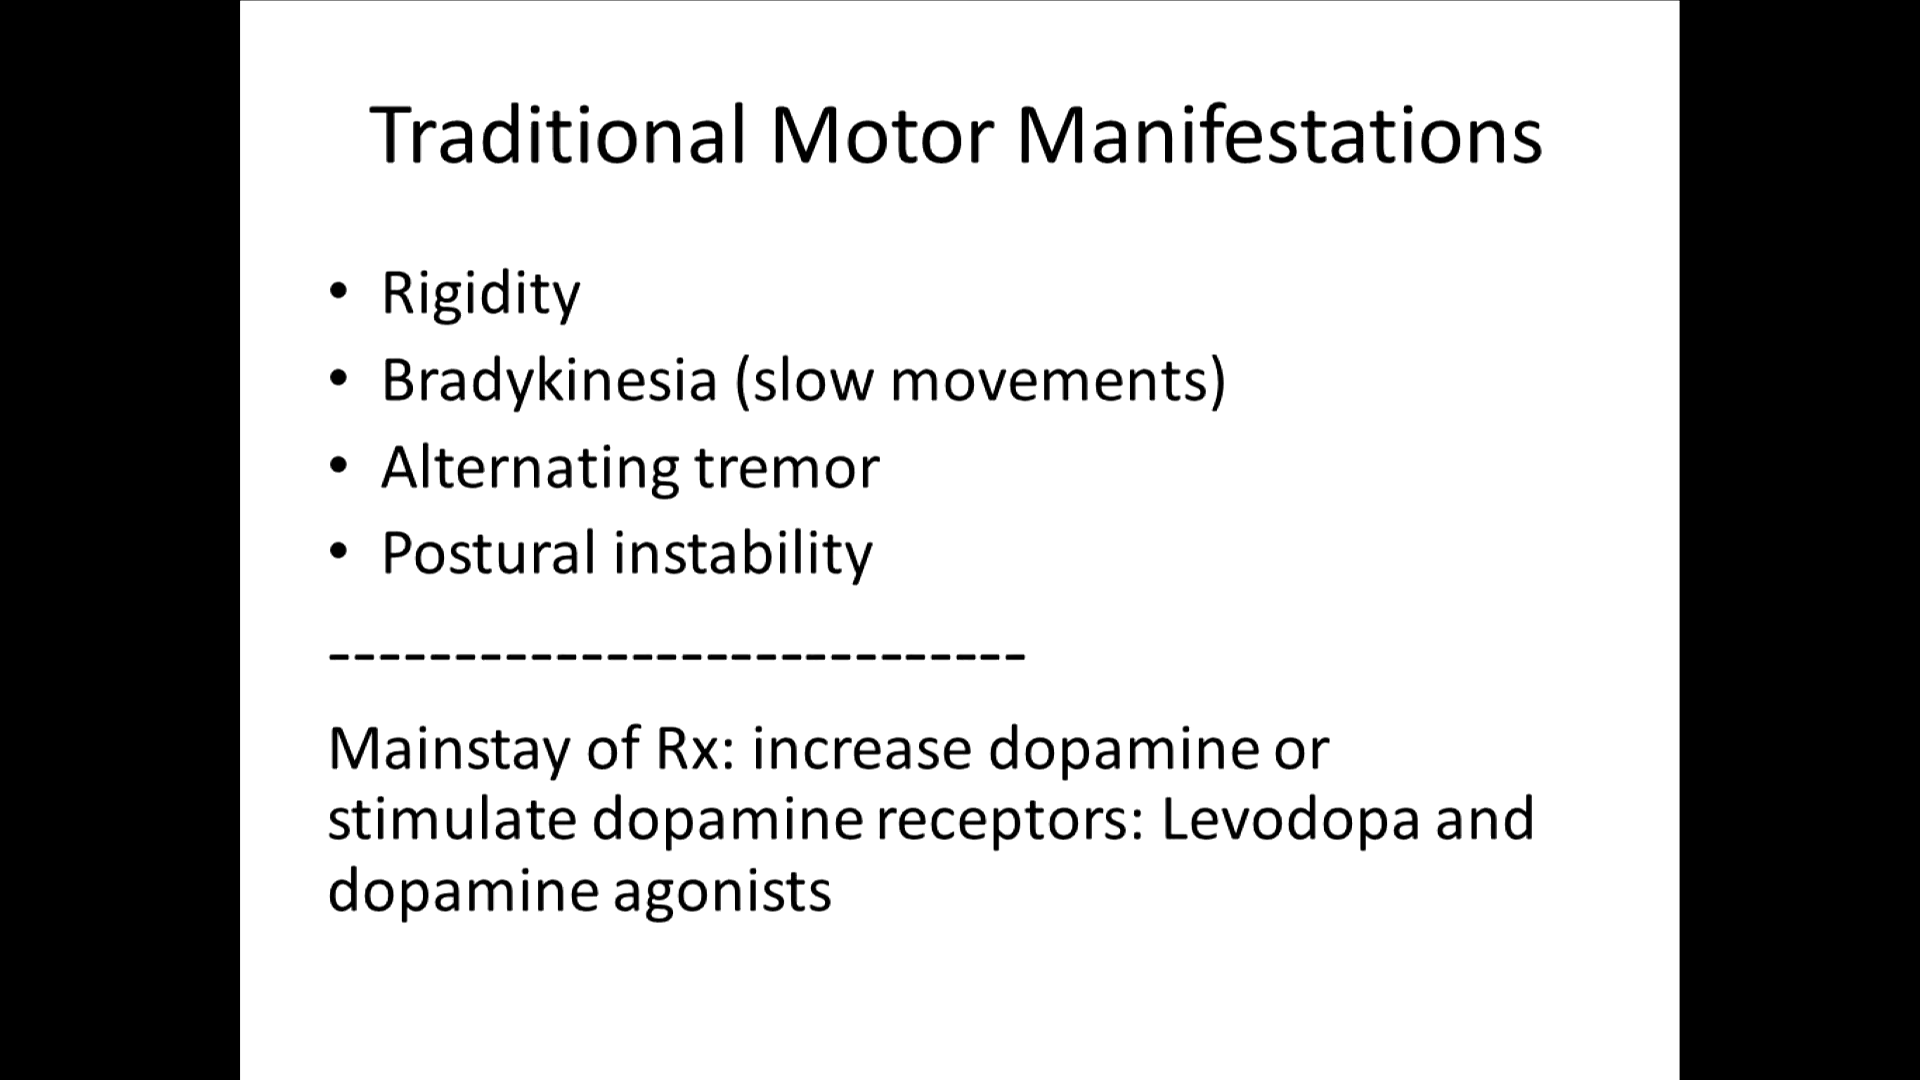 Traditional Motor Manifestations
• Rigidity
• Bradykinesia (slow movements)
• Alternating tremor
• Postural instability
----------------------------
Mainstay of Rx: increase dopamine or
stimulate dopamine receptors: Levodopa and
dopamine agonists